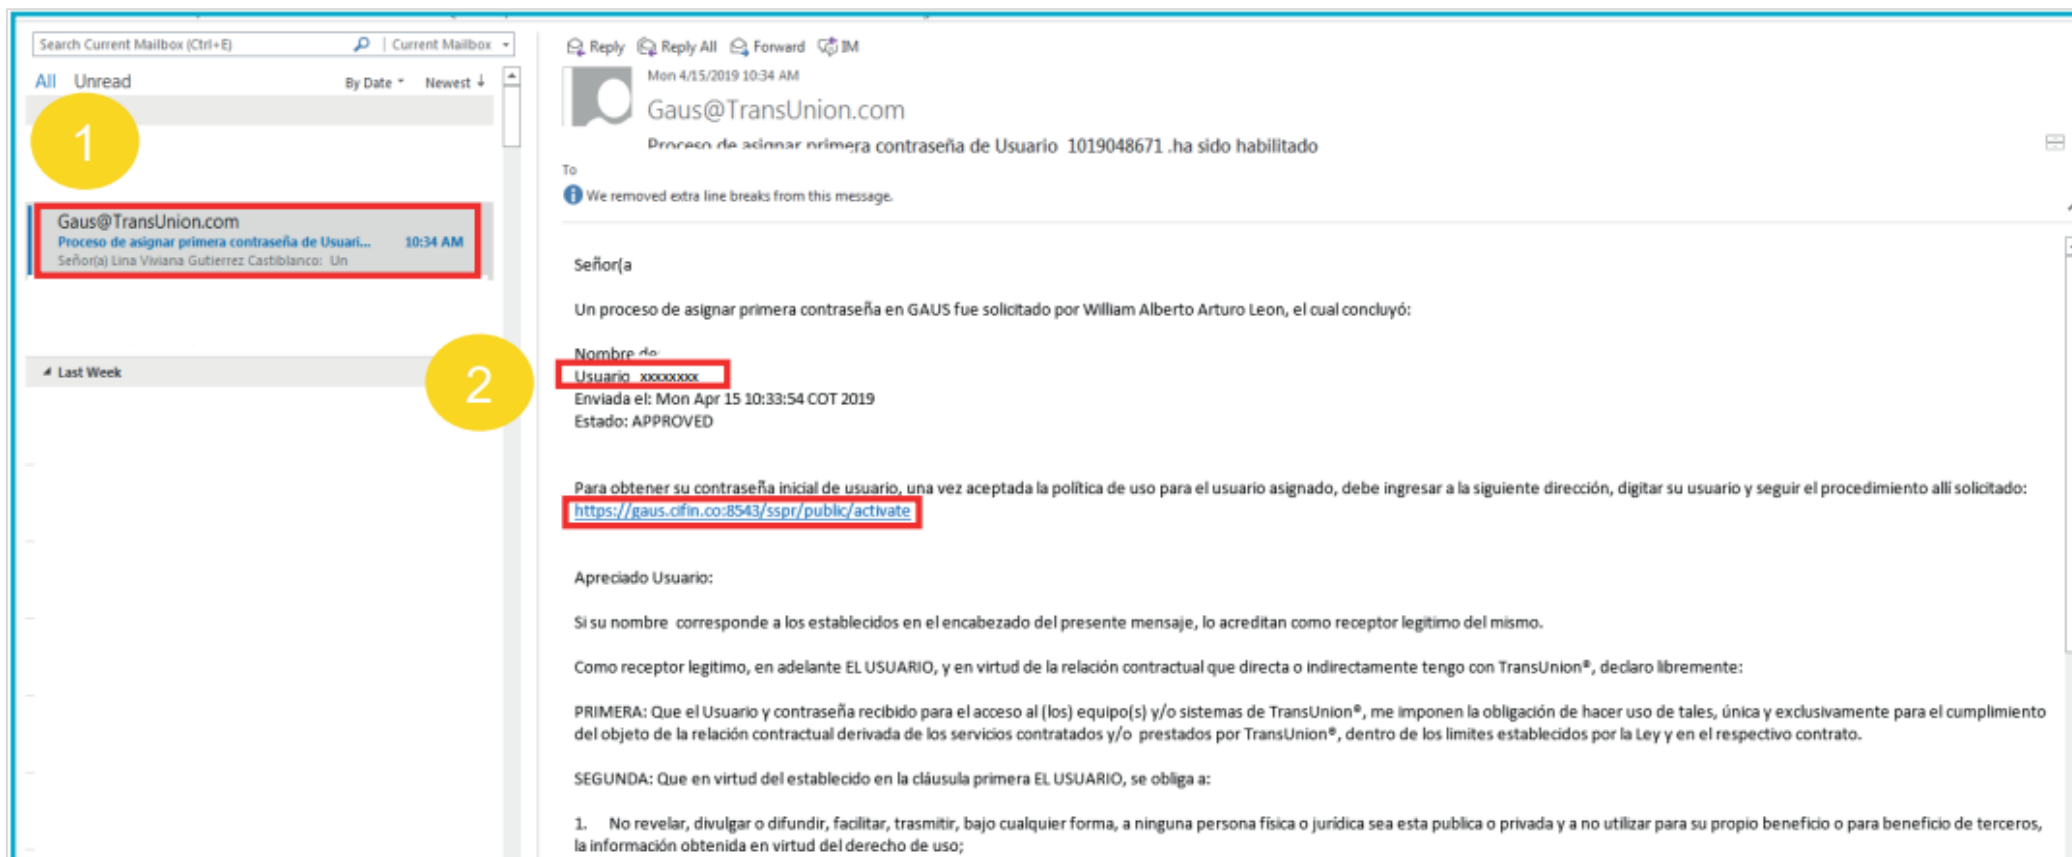 Search Current Mailbox (Ctrl+E) Current Mailbox
All Unread By Date Newest ↓
1
Gaus@TransUnion.com
Proceso de asignar primera contraseña de Usuari... 10:34 AM
Señor(a) Lina Viviana Gutierrez Castiblanco: Un
Last Week
2
Reply Reply All Forward IM
Mon 4/15/2019 10:34 AM
Gaus@TransUnion.com
Proceso de asignar primera contraseña de Usuario 1019048671 .ha sido habilitado
To
We removed extra line breaks from this message.
Señor(a
Un proceso de asignar primera contraseña en GAUS fue solicitado por William Alberto Arturo Leon, el cual concluyó:
Nombre de
Usuario xxxxxxxx
Enviada el: Mon Apr 15 10:33:54 COT 2019
Estado: APPROVED
Para obtener su contraseña inicial de usuario, una vez aceptada la política de uso para el usuario asignado, debe ingresar a la siguiente dirección, digitar su usuario y seguir el procedimiento allí solicitado:
https://gaus.cifin.co:8543/sspr/public/activate
Apreciado Usuario:
Si su nombre corresponde a los establecidos en el encabezado del presente mensaje, lo acreditan como receptor legitimo del mismo.
Como receptor legitimo, en adelante EL USUARIO, y en virtud de la relación contractual que directa o indirectamente tengo con TransUnion®, declaro libremente:
PRIMERA: Que el Usuario y contraseña recibido para el acceso al (los) equipo(s) y/o sistemas de TransUnion®, me imponen la obligación de hacer uso de tales, única y exclusivamente para el cumplimiento
del objeto de la relación contractual derivada de los servicios contratados y/o prestados por TransUnion®, dentro de los limites establecidos por la Ley y en el respectivo contrato.
SEGUNDA: Que en virtud del establecido en la cláusula primera EL USUARIO, se obliga a:
1. No revelar, divulgar o difundir, facilitar, trasmitir, bajo cualquier forma, a ninguna persona física o jurídica sea esta publica o privada y a no utilizar para su propio beneficio o para beneficio de terceros,
la información obtenida en virtud del derecho de uso;